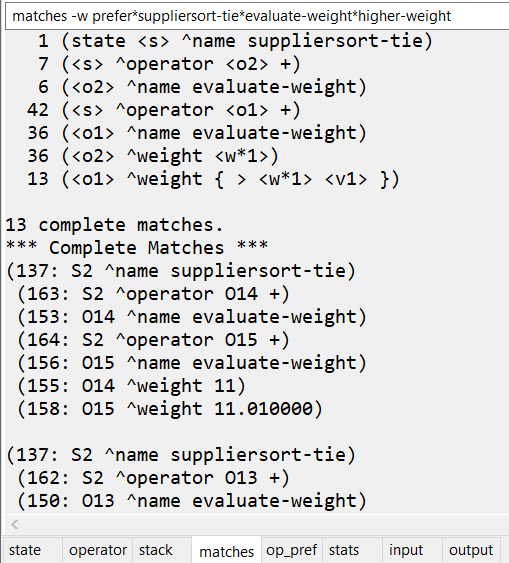 matches -w prefer*suppliersort-tie*evaluate-weight*higher-weight
1 (state <s> ^name suppliersort-tie)
7 (<s> ^operator <o2> +)
6 (<o2> ^name evaluate-weight)
42 (<s> ^operator <o1> +)
36 (<o1> ^name evaluate-weight)
36 (<o2> ^weight <w*1>)
13 (<o1> ^weight { > <w*1> <v1> })
13 complete matches.
*** Complete Matches ***
(137: S2 ^name suppliersort-tie)
(163: S2 ^operator O14 +)
(153: O14 ^name evaluate-weight)
(164: S2 ^operator O15 +)
(156: O15 ^name evaluate-weight)
(155: O14 ^weight 11)
(158: O15 ^weight 11.010000)
(137: S2 ^name suppliersort-tie)
(162: S2 ^operator O13 +)
(150: O13 ^name evaluate-weight)
state operator stack matches op_pref stats input output